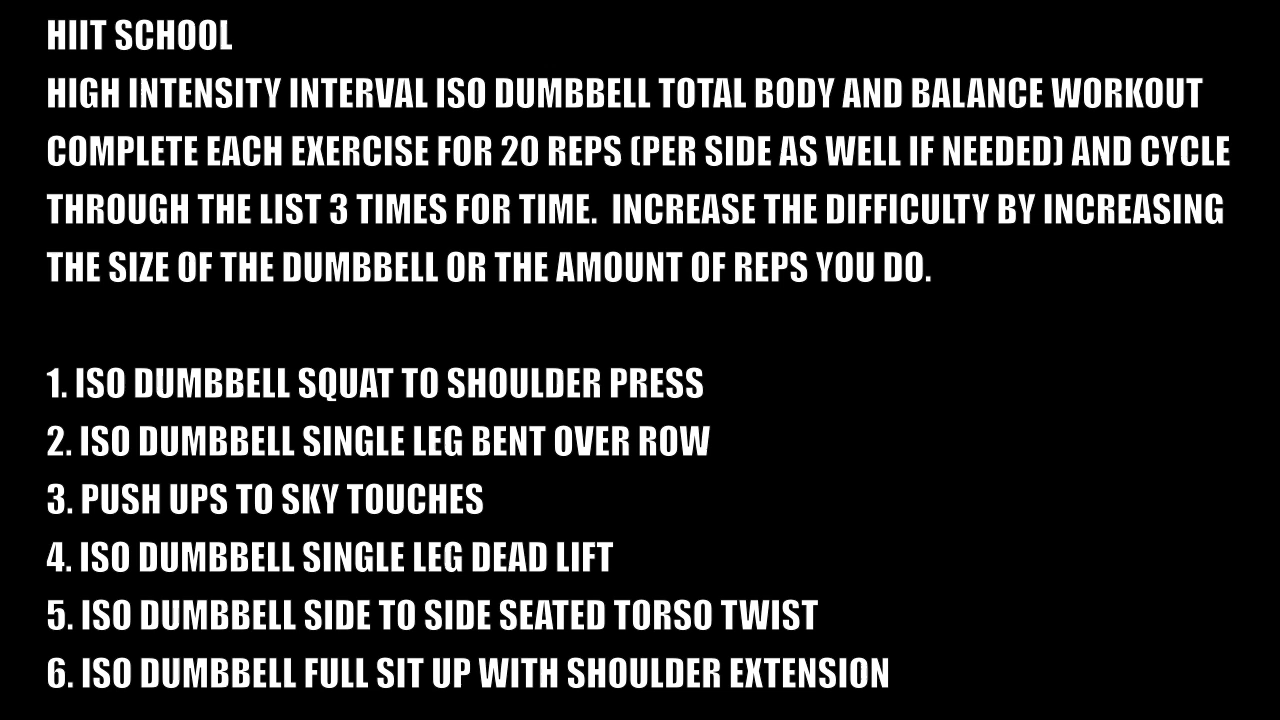 HIIT SCHOOL
HIGH INTENSITY INTERVAL ISO DUMBBELL TOTAL BODY AND BALANCE WORKOUT
COMPLETE EACH EXERCISE FOR 20 REPS (PER SIDE AS WELL IF NEEDED) AND CYCLE
THROUGH THE LIST 3 TIMES FOR TIME.  INCREASE THE DIFFICULTY BY INCREASING
THE SIZE OF THE DUMBBELL OR THE AMOUNT OF REPS YOU DO.
1. ISO DUMBBELL SQUAT TO SHOULDER PRESS
2. ISO DUMBBELL SINGLE LEG BENT OVER ROW
3. PUSH UPS TO SKY TOUCHES
4. ISO DUMBBELL SINGLE LEG DEAD LIFT
5. ISO DUMBBELL SIDE TO SIDE SEATED TORSO TWIST
6. ISO DUMBBELL FULL SIT UP WITH SHOULDER EXTENSION